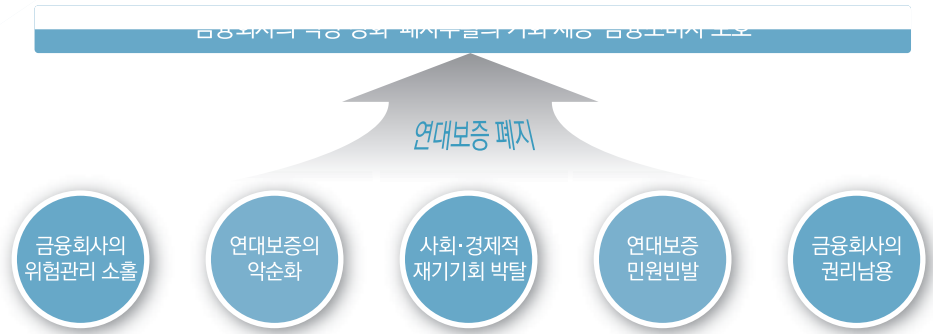 연대보증 폐지
금융회사의
위험관리 소홀
연대보증의
악순환
사회·경제적
재기기회 박탈
연대보증
민원빈발
금융회사의
권리남용